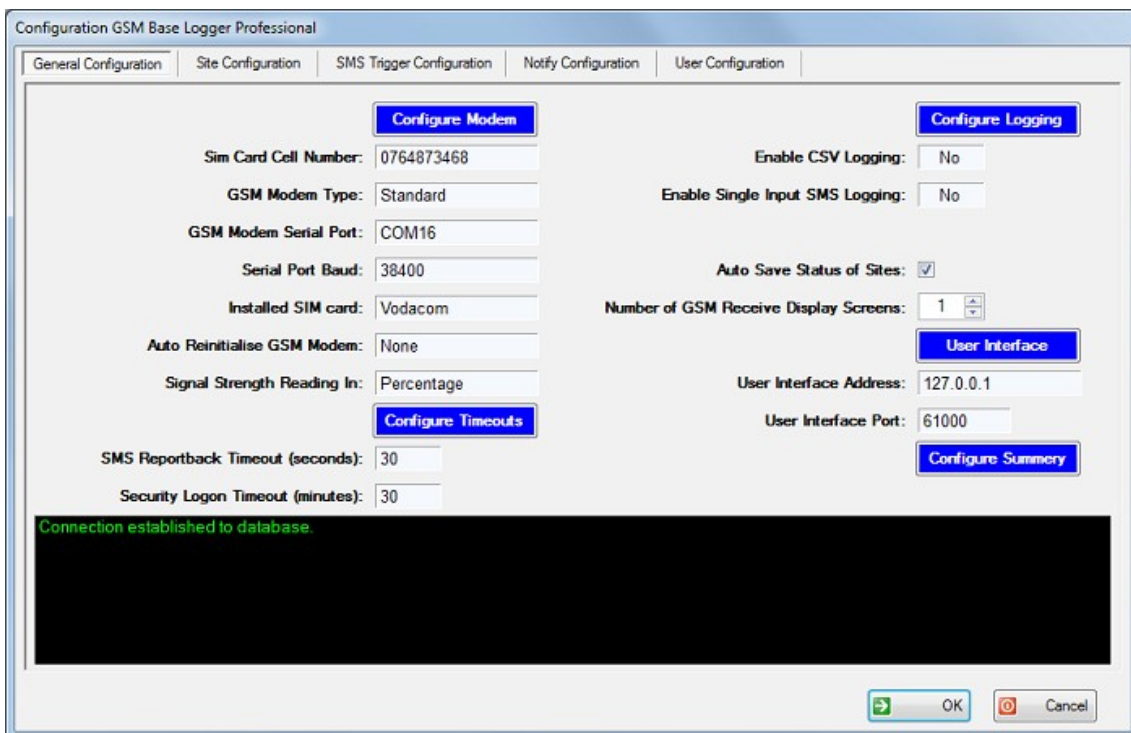 Configuration GSM Base Logger Professional
General Configuration Site Configuration SMS Trigger Configuration Notify Configuration User Configuration
Configure Modem Configure Logging
Sim Card Cell Number: 0764873468 Enable CSV Logging: No
GSM Modem Type: Standard Enable Single Input SMS Logging: No
GSM Modem Serial Port: COM16
Serial Port Baud: 38400 Auto Save Status of Sites:
Installed SIM card: Vodacom Number of GSM Receive Display Screens: 1
Auto Reinitialise GSM Modem: None User Interface
Signal Strength Reading In: Percentage User Interface Address: 127.0.0.1
Configure Timeouts User Interface Port: 61000
SMS Reportback Timeout (seconds): 30 Configure Summery
Security Logon Timeout (minutes): 30
Connection established to database.
OK Cancel